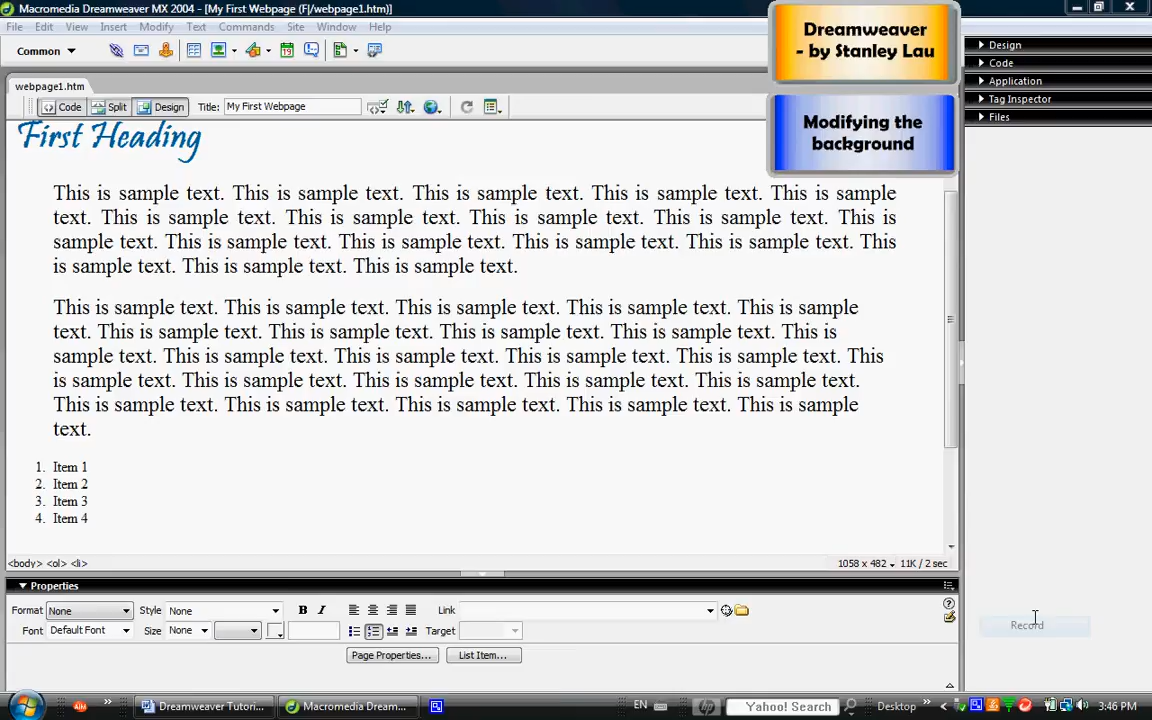 Macromedia Dreamweaver MX 2004 - [My First Webpage (F|/webpage1.htm)]
File Edit View Insert Modify Text Commands Site Window Help
Common
Dreamweaver
- by Stanley Lau
Modifying the
background
Design
Code
Application
Tag Inspector
Files
webpage1.htm
Code Split Design Title: My First Webpage
First Heading
This is sample text. This is sample text. This is sample text. This is sample text. This is sample
text. This is sample text. This is sample text. This is sample text. This is sample text. This is
sample text. This is sample text. This is sample text. This is sample text. This is sample text. This
is sample text. This is sample text. This is sample text.
This is sample text. This is sample text. This is sample text. This is sample text. This is sample
text. This is sample text. This is sample text. This is sample text. This is sample text. This is
sample text. This is sample text. This is sample text. This is sample text. This is sample text. This
is sample text. This is sample text. This is sample text. This is sample text. This is sample text.
This is sample text. This is sample text. This is sample text. This is sample text. This is sample
text.
1. Item 1
2. Item 2
3. Item 3
4. Item 4
<body> <ol> <li>
1058 x 482 11K / 2 sec
Properties
Format None Style None B I Link
Font Default Font Size None Target
Page Properties... List Item...
Record
Dreamweaver Tutori... Macromedia Dream... EN hp Yahoo! Search Desktop 3:46 PM